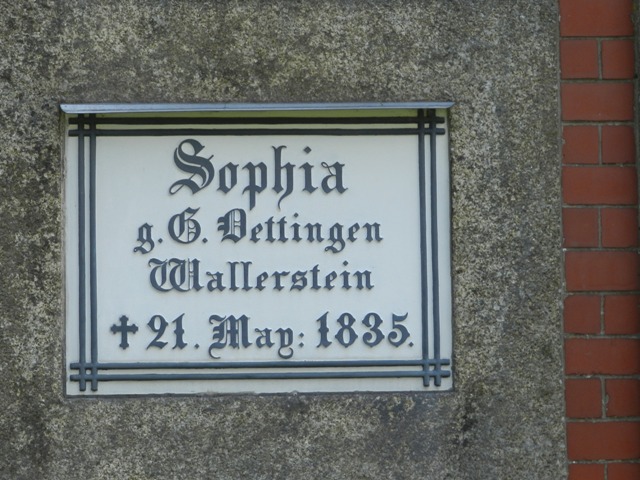 Sophia
g. G. Oettingen
Wallerstein
✝ 21. May: 1835.